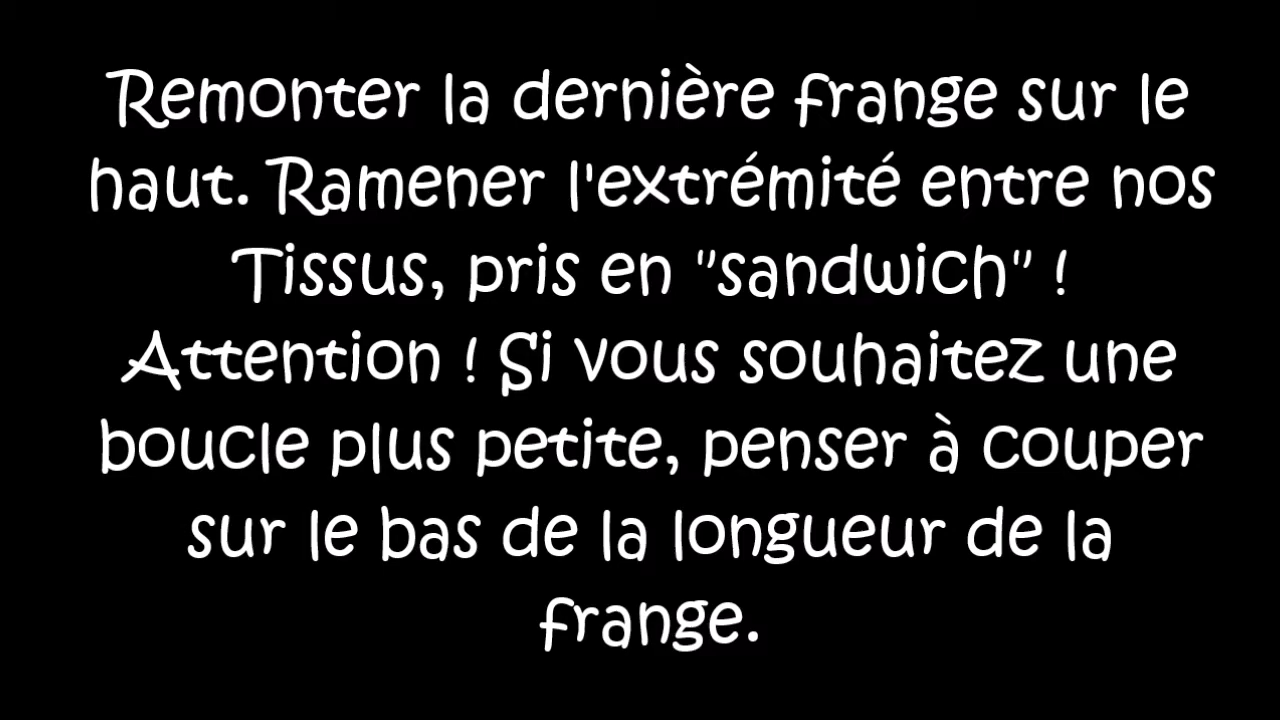 Remonter la dernière frange sur le
haut. Ramener l'extrémité entre nos
Tissus, pris en "sandwich" !
Attention ! Si vous souhaitez une
boucle plus petite, penser à couper
sur le bas de la longueur de la
frange.